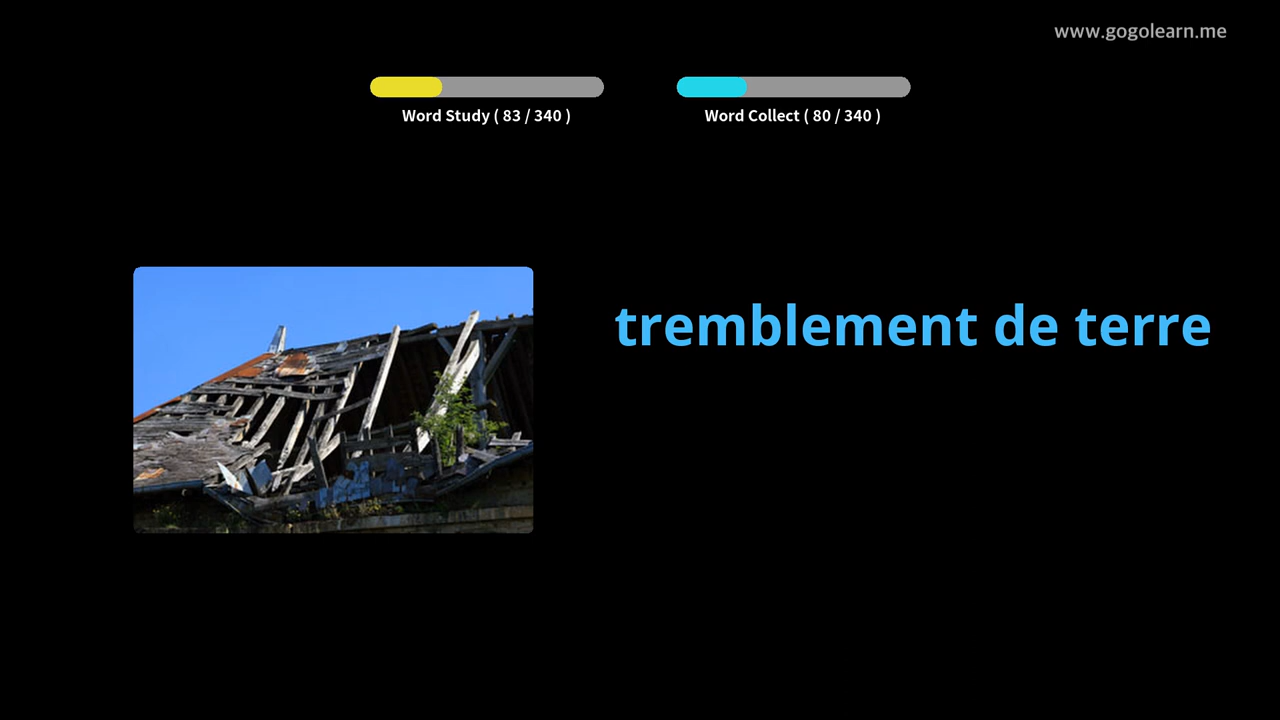 www.gogolearn.me
Word Study ( 83 / 340 )
Word Collect ( 80 / 340 )
tremblement de terre